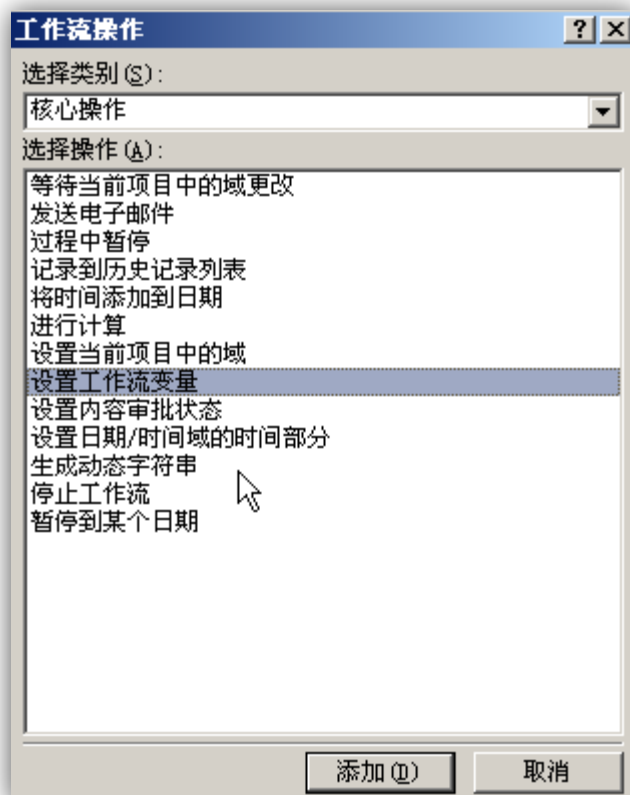 工作流操作
选择类别(S):
核心操作
选择操作(A):
等待当前项目中的域更改
发送电子邮件
过程中暂停
记录到历史记录列表
将时间添加到日期
进行计算
设置当前项目中的域
设置工作流变量
设置内容审批状态
设置日期/时间域的时间部分
生成动态字符串
停止工作流
暂停到某个日期
添加(D) 取消